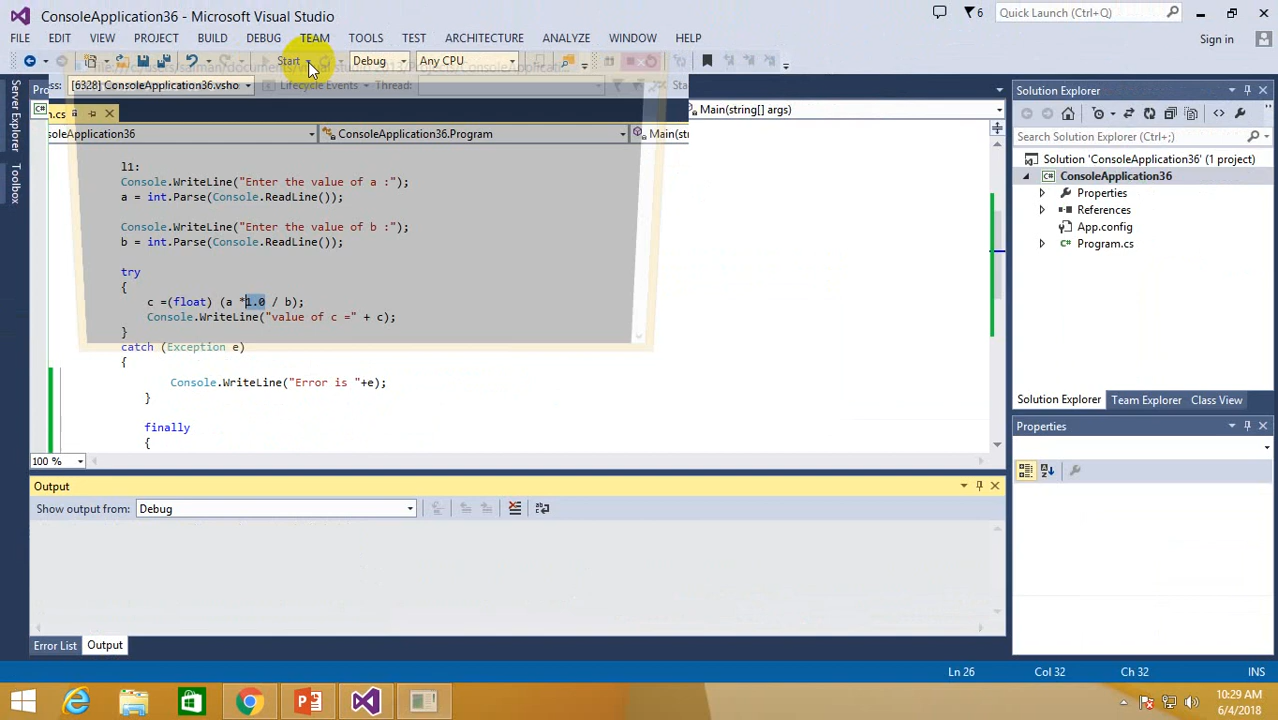 ConsoleApplication36 - Microsoft Visual Studio
6
Quick Launch (Ctrl+Q)
FILE EDIT VIEW PROJECT BUILD DEBUG TEAM TOOLS TEST ARCHITECTURE ANALYZE WINDOW HELP
Sign in
Start Debug Any CPU
[6328] ConsoleApplication36.vsho Lifecycle Events Thread:
Server Explorer
Toolbox
.cs
Main(string[] args)
ConsoleApplication36.Program
l1:
Console.WriteLine("Enter the value of a :");
a = int.Parse(Console.ReadLine());
Console.WriteLine("Enter the value of b :");
b = int.Parse(Console.ReadLine());
try
{
c =(float) (a *1.0 / b);
Console.WriteLine("value of c =" + c);
}
catch (Exception e)
{
Console.WriteLine("Error is "+e);
}
finally
{
100 %
Output
Show output from: Debug
Error List Output
Solution Explorer
Search Solution Explorer (Ctrl+;)
Solution 'ConsoleApplication36' (1 project)
ConsoleApplication36
Properties
References
App.config
Program.cs
Solution Explorer Team Explorer Class View
Properties
Ln 26 Col 32 Ch 32 INS
10:29 AM
6/4/2018